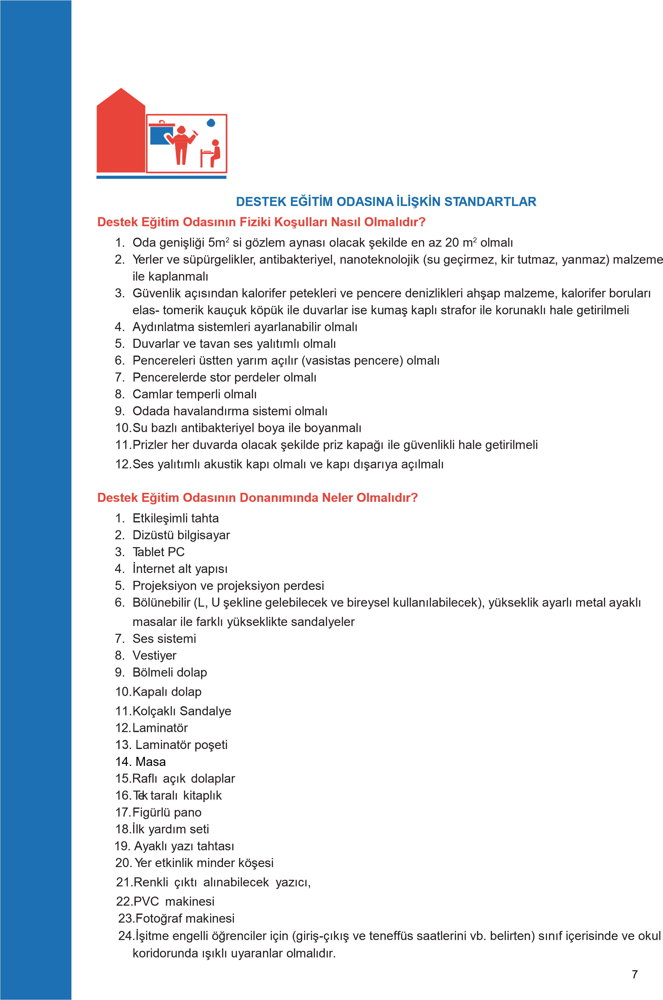 DESTEK EĞİTİM ODASINA İLİŞKİN STANDARTLAR
Destek Eğitim Odasının Fiziki Koşulları Nasıl Olmalıdır?
1. Oda genişliği 5m² si gözlem aynası olacak şekilde en az 20 m² olmalı
2. Yerler ve süpürgelikler, antibakteriyel, nanoteknolojik (su geçirmez, kir tutmaz, yanmaz) malzeme
ile kaplanmalı
3. Güvenlik açısından kalorifer petekleri ve pencere denizlikleri ahşap malzeme, kalorifer boruları
elas- tomerik kauçuk köpük ile duvarlar ise kumaş kaplı strafor ile korunaklı hale getirilmeli
4. Aydınlatma sistemleri ayarlanabilir olmalı
5. Duvarlar ve tavan ses yalıtımlı olmalı
6. Pencereleri üstten yarım açılır (vasistas pencere) olmalı
7. Pencerelerde stor perdeler olmalı
8. Camlar temperli olmalı
9. Odada havalandırma sistemi olmalı
10.Su bazlı antibakteriyel boya ile boyanmalı
11.Prizler her duvarda olacak şekilde priz kapağı ile güvenlikli hale getirilmeli
12.Ses yalıtımlı akustik kapı olmalı ve kapı dışarıya açılmalı
Destek Eğitim Odasının Donanımında Neler Olmalıdır?
1. Etkileşimli tahta
2. Dizüstü bilgisayar
3. Tablet PC
4. İnternet alt yapısı
5. Projeksiyon ve projeksiyon perdesi
6. Bölünebilir (L, U şekline gelebilecek ve bireysel kullanılabilecek), yükseklik ayarlı metal ayaklı
masalar ile farklı yükseklikte sandalyeler
7. Ses sistemi
8. Vestiyer
9. Bölmeli dolap
10.Kapalı dolap
11.Kolçaklı Sandalye
12.Laminatör
13. Laminatör poşeti
14. Masa
15.Raflı açık dolaplar
16.Tek taralı kitaplık
17.Figürlü pano
18.İlk yardım seti
19. Ayaklı yazı tahtası
20. Yer etkinlik minder köşesi
21.Renkli çıktı alınabilecek yazıcı,
22.PVC makinesi
23.Fotoğraf makinesi
24.İşitme engelli öğrenciler için (giriş-çıkış ve teneffüs saatlerini vb. belirten) sınıf içerisinde ve okul
koridorunda ışıklı uyaranlar olmalıdır.
7